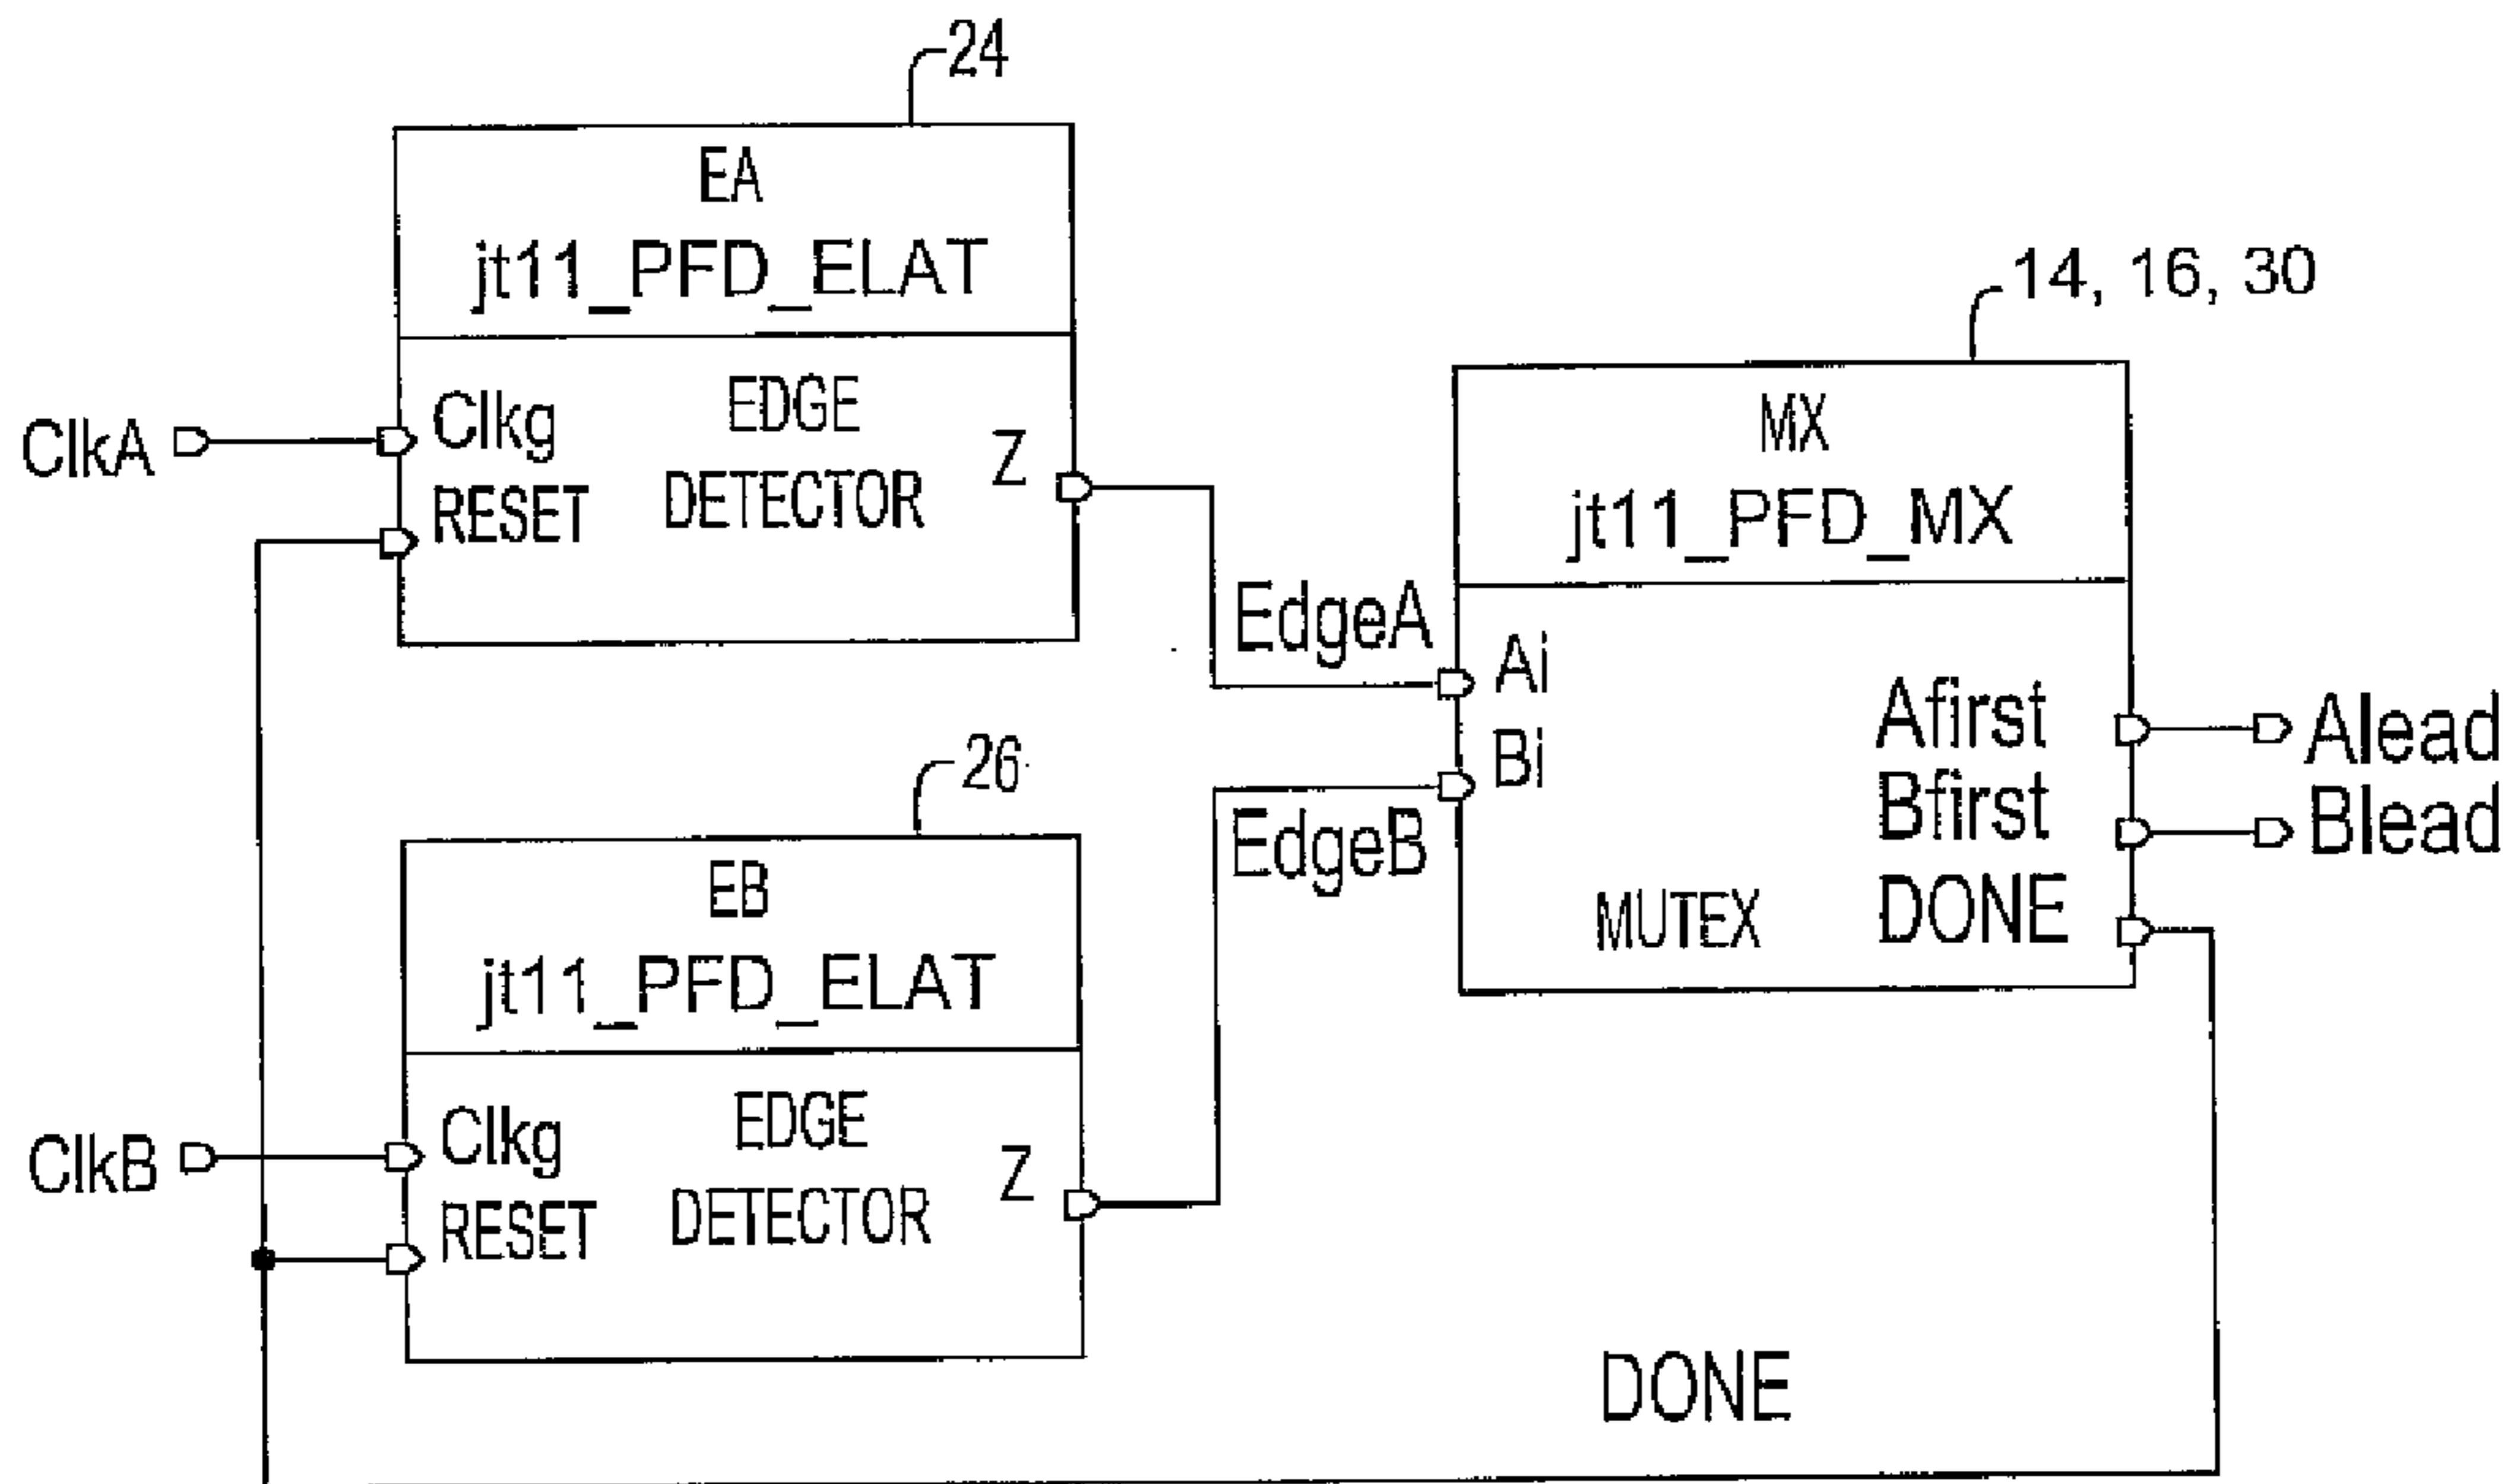 24
EA
jt11_PFD_ELAT
ClkA
Clkg
EDGE
Z
RESET
DETECTOR
14, 16, 30
MX
jt11_PFD_MX
EdgeA
Ai
Bi
Afirst
Alead
Bfirst
Blead
EdgeB
MUTEX
DONE
26
EB
jt11_PFD_ELAT
ClkB
Clkg
EDGE
Z
RESET
DETECTOR
DONE